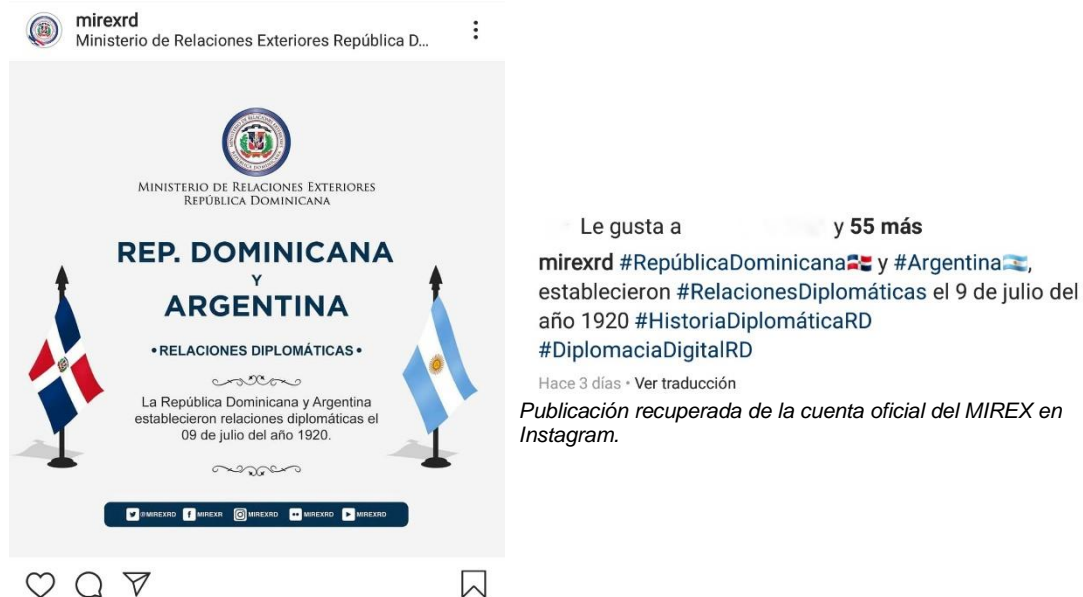 mirexrd
Ministerio de Relaciones Exteriores República D...
MINISTERIO DE RELACIONES EXTERIORES
REPÚBLICA DOMINICANA
REP. DOMINICANA
Y
ARGENTINA
•RELACIONES DIPLOMÁTICAS•
La República Dominicana y Argentina
establecieron relaciones diplomáticas el
09 de julio del año 1920.
@MIREXRD MIREXR MIREXRD MIREXRD MIREXRD
Le gusta a y 55 más
mirexrd #RepúblicaDominicana🇩🇴 y #Argentina🇦🇷,
establecieron #RelacionesDiplomáticas el 9 de julio del
año 1920 #HistoriaDiplomáticaRD
#DiplomaciaDigitalRD
Hace 3 días • Ver traducción
Publicación recuperada de la cuenta oficial del MIREX en
Instagram.